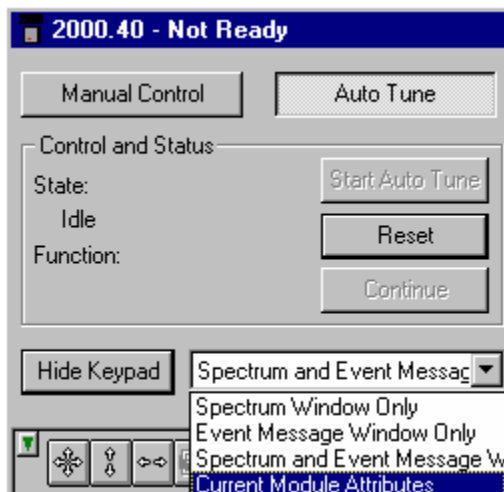 2000.40 - Not Ready
Manual Control
Auto Tune
Control and Status
State:
Start Auto Tune
Idle
Reset
Function:
Continue
Hide Keypad
Spectrum and Event Messag
Spectrum Window Only
Event Message Window Only
Spectrum and Event Message W
Current Module Attributes